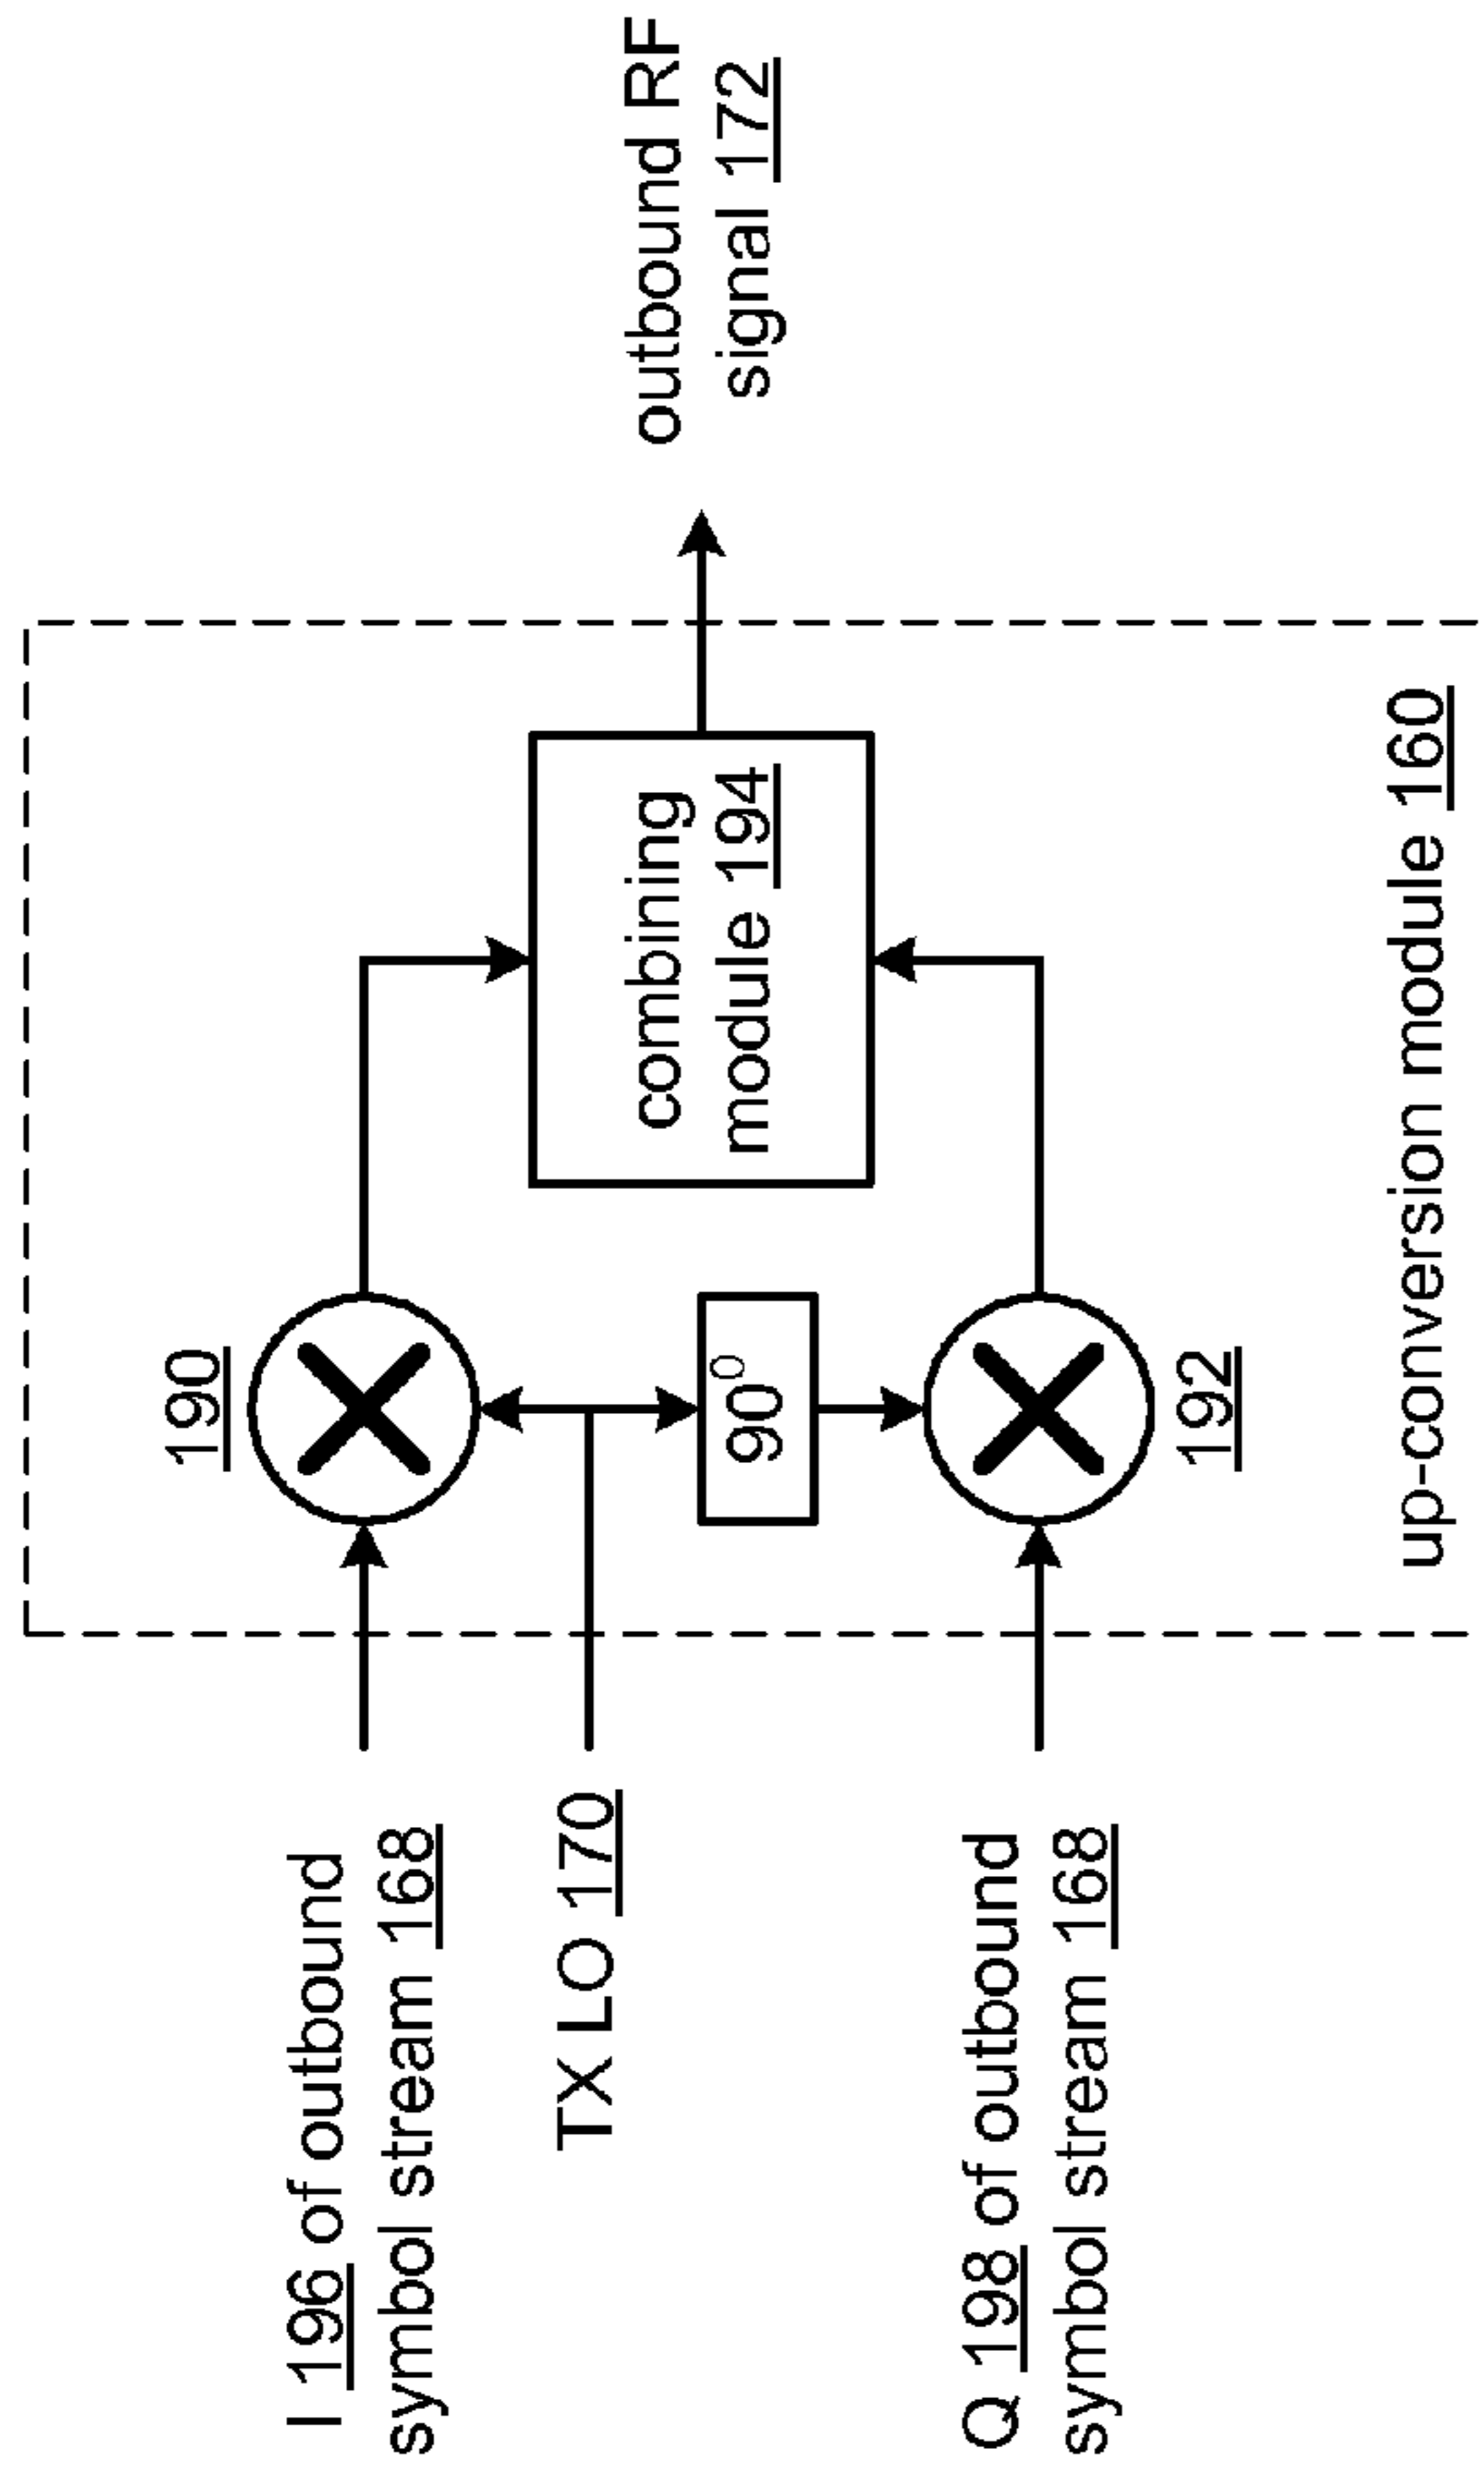 I 196 of outbound
symbol stream 168
TX LO 170
Q 198 of outbound
symbol stream 168
190
90°
192
combining
module 194
up-conversion module 160
outbound RF
signal 172